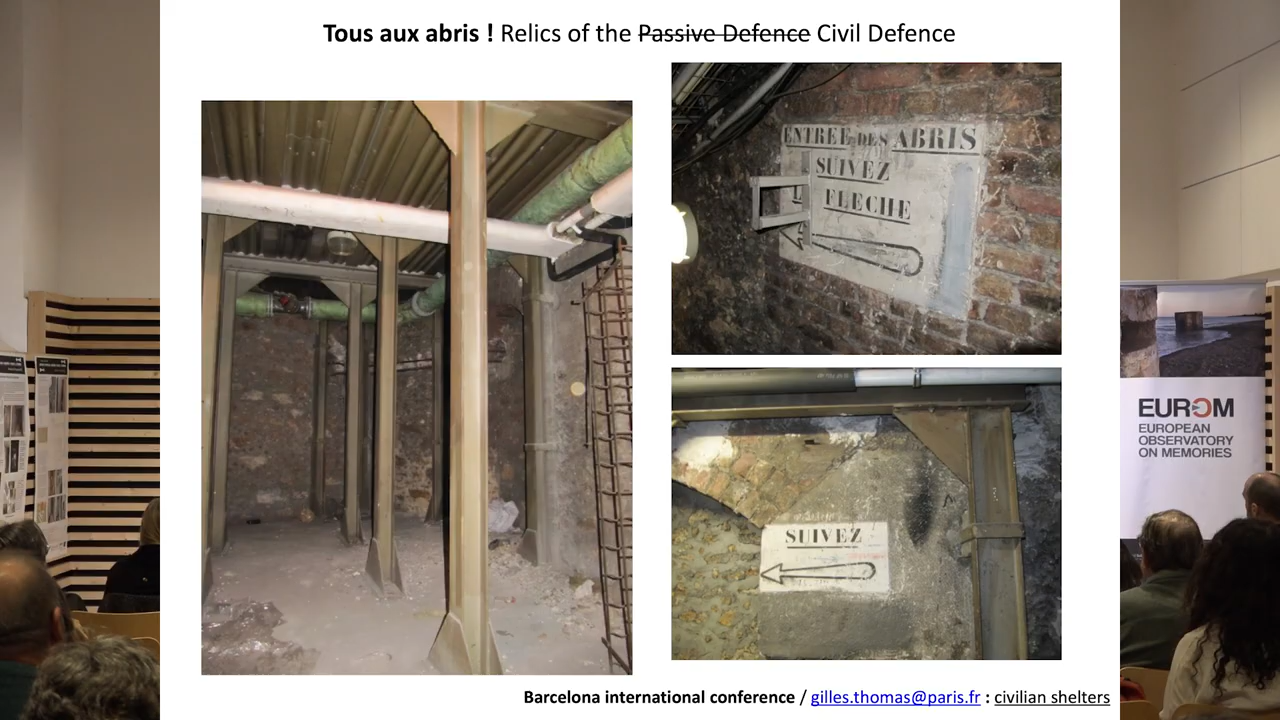 Tous aux abris ! Relics of the Passive Defence Civil Defence
ENTREE DES ABRIS
SUIVEZ
FLECHE
SUIVEZ
EUROM
EUROPEAN
OBSERVATORY
ON MEMORIES
Barcelona international conference / gilles.thomas@paris.fr : civilian shelters